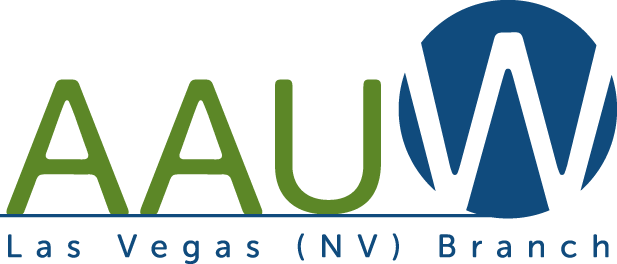 AAUW
Las Vegas (NV) Branch